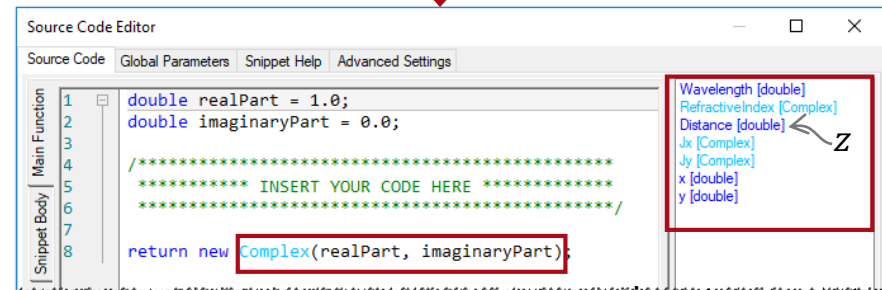 Source Code Editor
Source Code Global Parameters Snippet Help Advanced Settings
Main Function
Snippet Body
1 double realPart = 1.0;
2 double imaginaryPart = 0.0;
3
4 /*************************************************
5 *********** INSERT YOUR CODE HERE *************
6 *************************************************/
7
8 return new Complex(realPart, imaginaryPart);
Wavelength [double]
RefractiveIndex [Complex]
Distance [double]
z
Jx [Complex]
Jy [Complex]
x [double]
y [double]